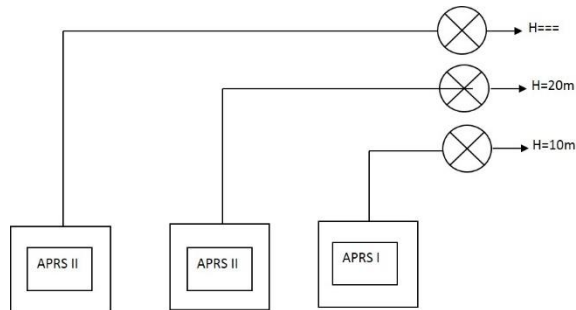 H===
H=20m
H=10m
APRS II
APRS II
APRS I